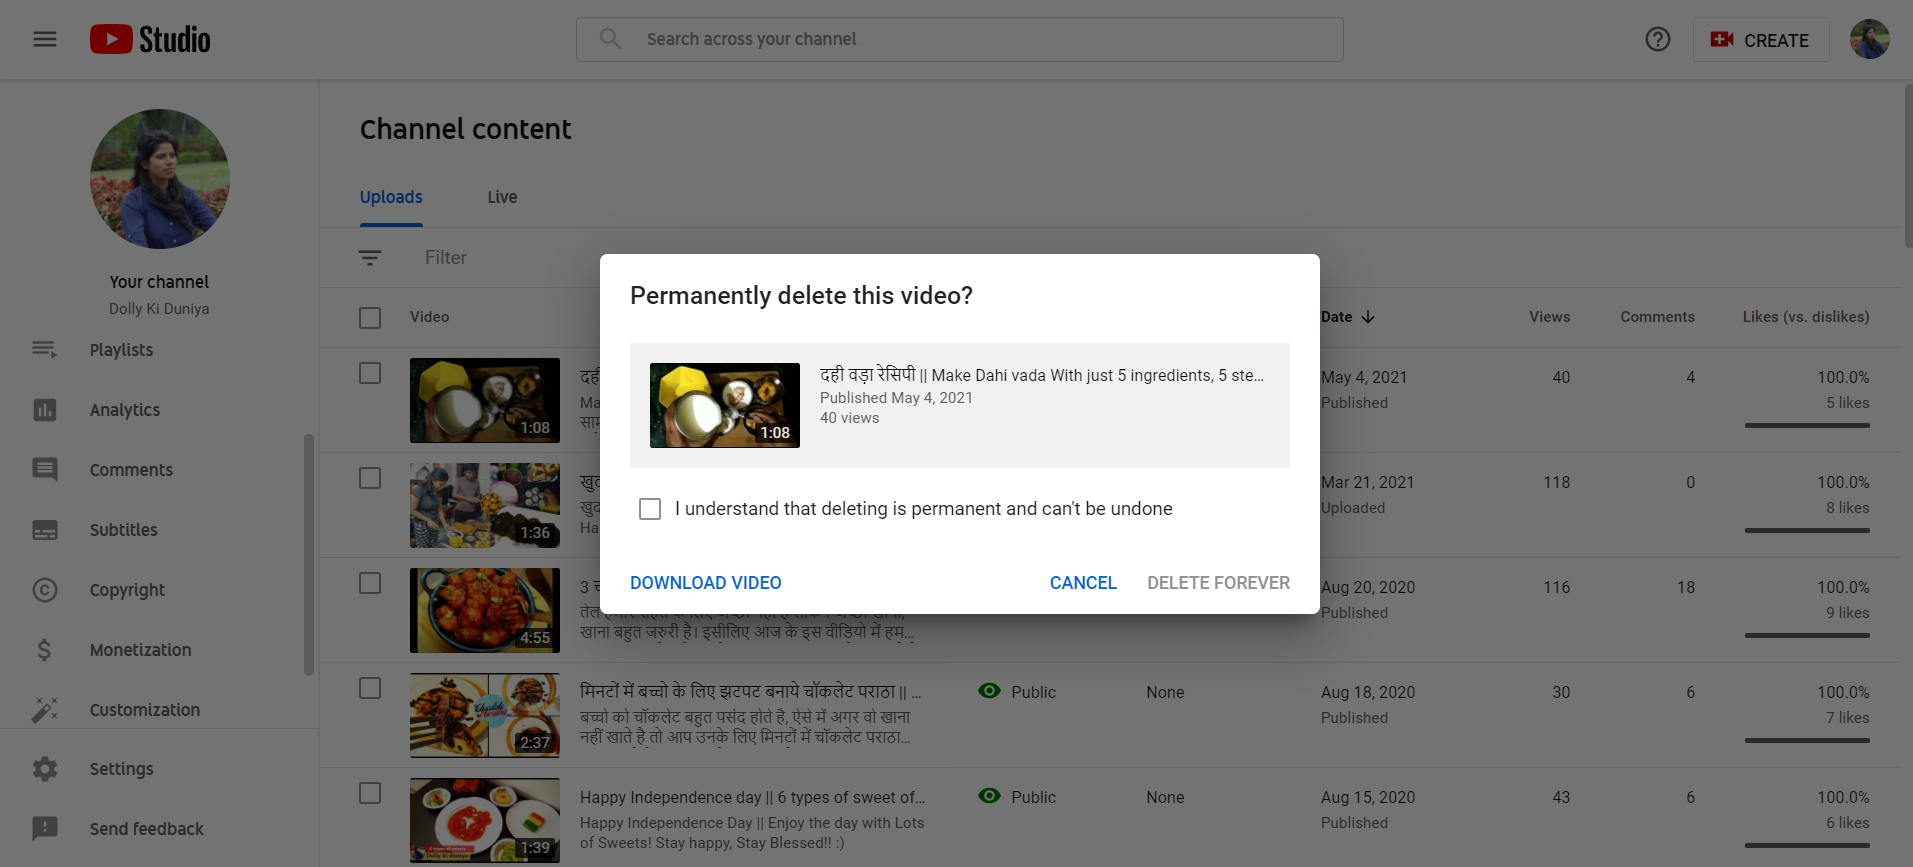 Studio
Search across your channel
CREATE
Your channel
Dolly Ki Duniya
Playlists
Analytics
Comments
Subtitles
Copyright
Monetization
Customization
Settings
Send feedback
Channel content
Uploads
Live
Filter
Video
Date
Views
Comments
Likes (vs. dislikes)
1:08
May 4, 2021
40
4
100.0%
Published
5 likes
1:36
Mar 21, 2021
118
0
100.0%
Uploaded
8 likes
4:55
3
खाना बहुत जरुरी है। इसीलिए आज के इस वीडियो में हम...
Aug 20, 2020
116
18
100.0%
Published
9 likes
2:37
मिनटों में बच्चो के लिए झटपट बनाये चॉकलेट पराठा || ...
बच्चो को चॉकलेट बहुत पसंद होते है, ऐसे में अगर वो खाना
नहीं खाते है तो आप उनके लिए मिनटों में चॉकलेट पराठा...
Public
None
Aug 18, 2020
30
6
100.0%
Published
7 likes
1:39
Dolly ki duniya
Happy Independence day || 6 types of sweet of...
Happy Independence Day || Enjoy the day with Lots
of Sweets! Stay happy, Stay Blessed!! :)
Public
None
Aug 15, 2020
43
6
100.0%
Published
6 likes
Permanently delete this video?
1:08
दही वड़ा रेसिपी || Make Dahi vada With just 5 ingredients, 5 ste...
Published May 4, 2021
40 views
I understand that deleting is permanent and can't be undone
DOWNLOAD VIDEO
CANCEL
DELETE FOREVER